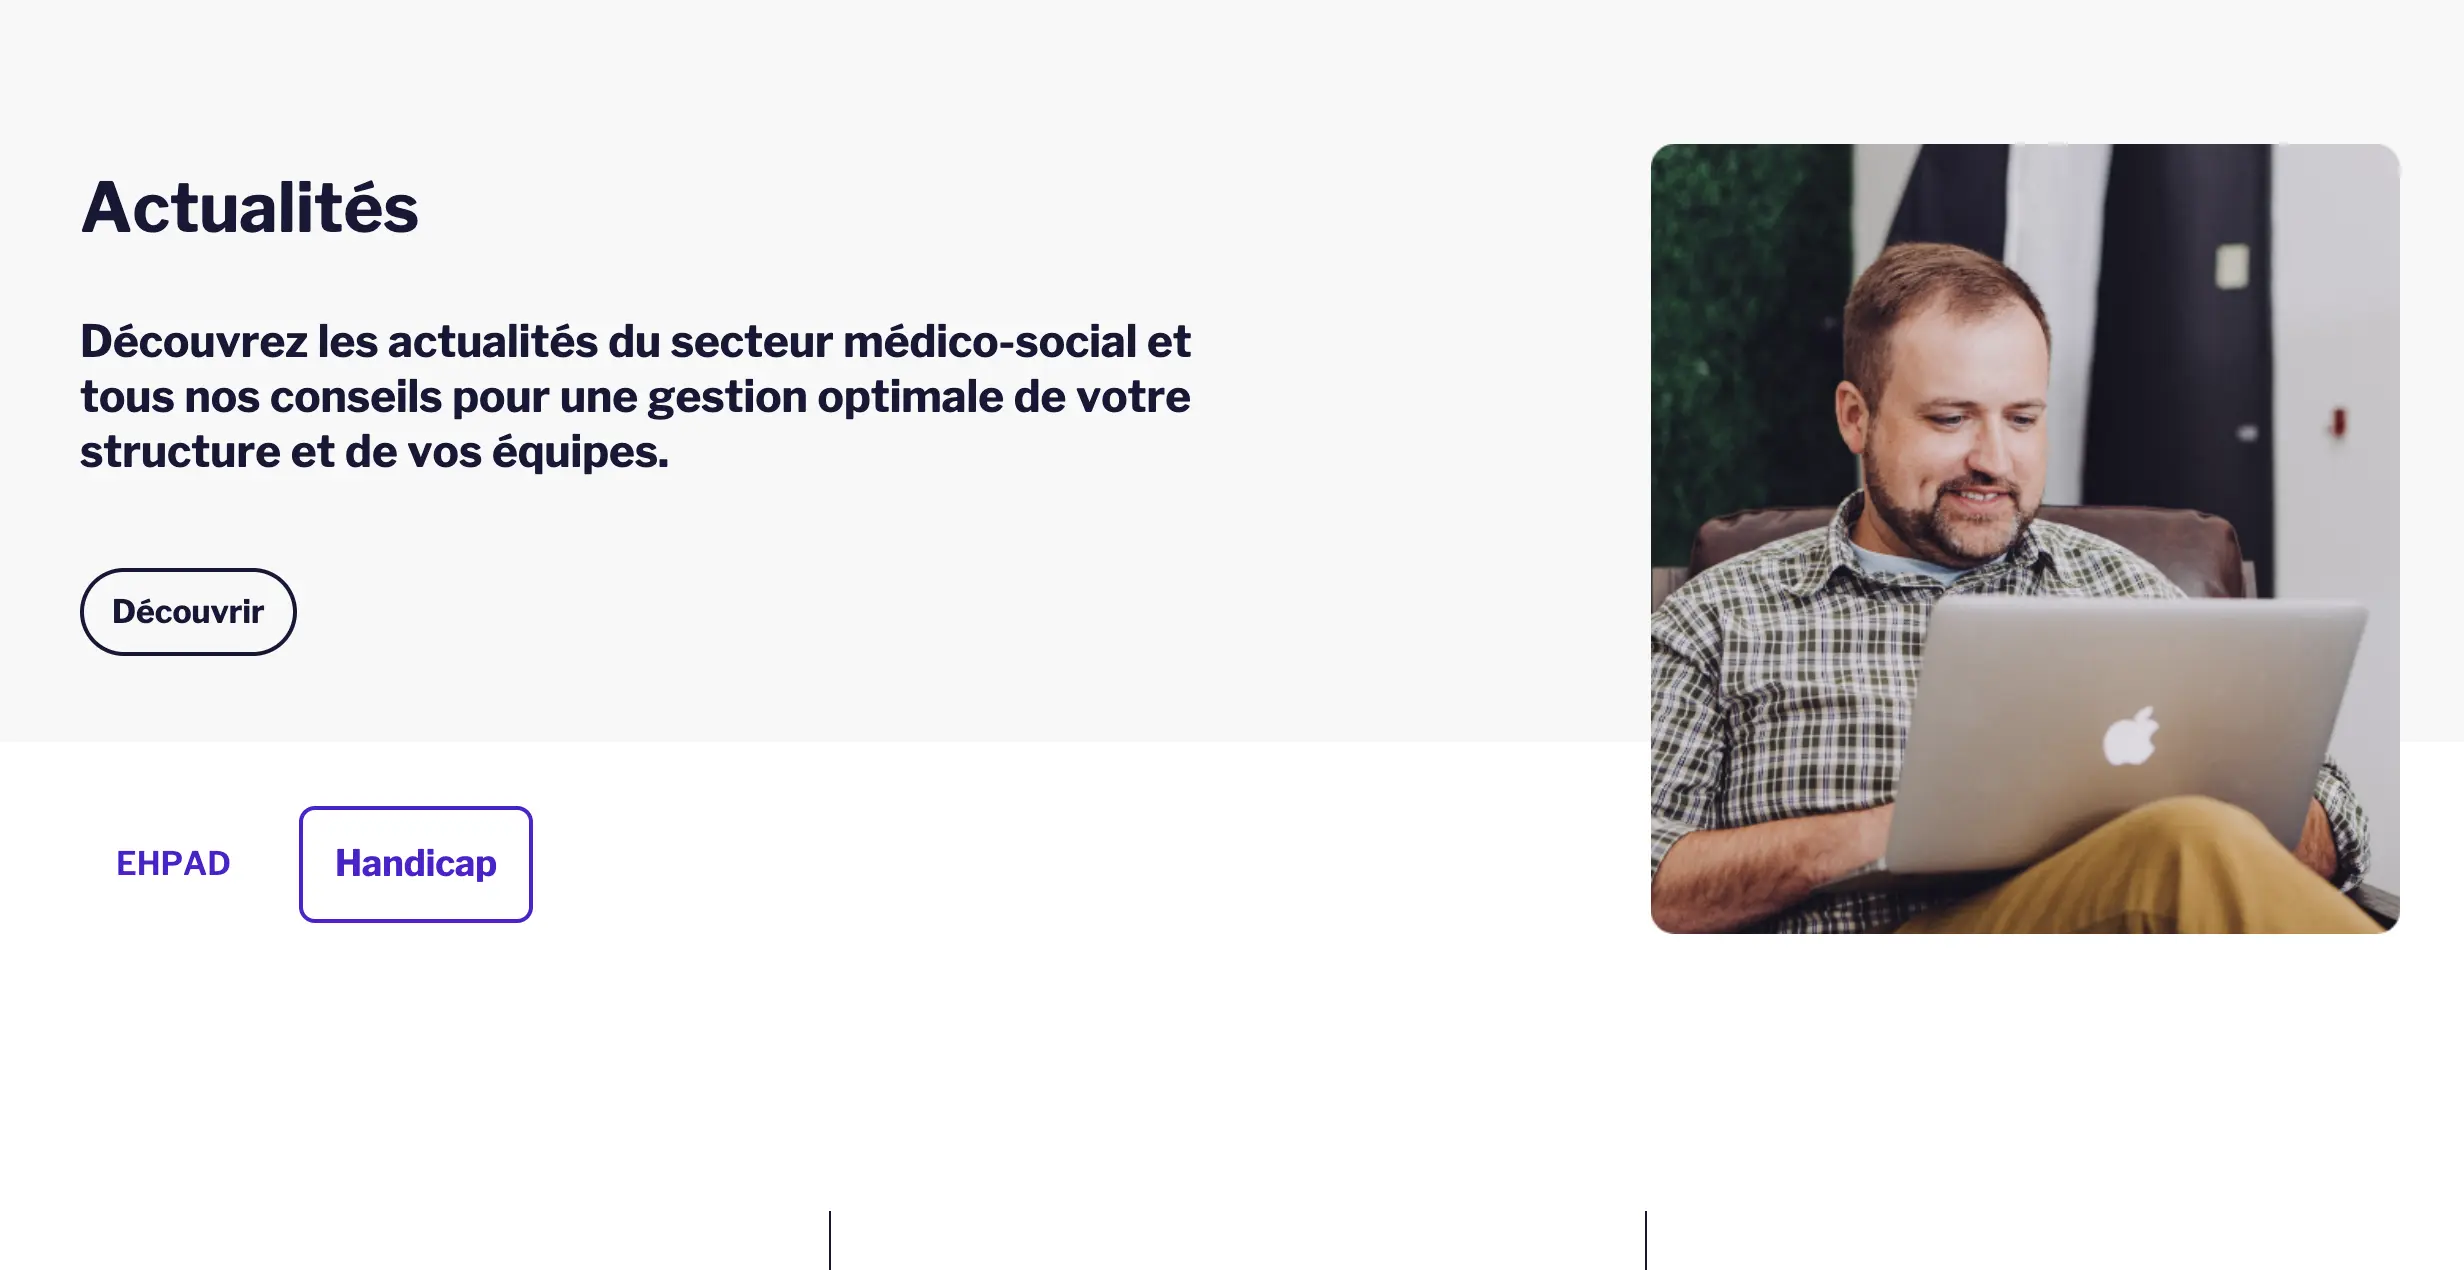 Actualités
Découvrez les actualités du secteur médico-social et
tous nos conseils pour une gestion optimale de votre
structure et de vos équipes.
Découvrir
EHPAD
Handicap